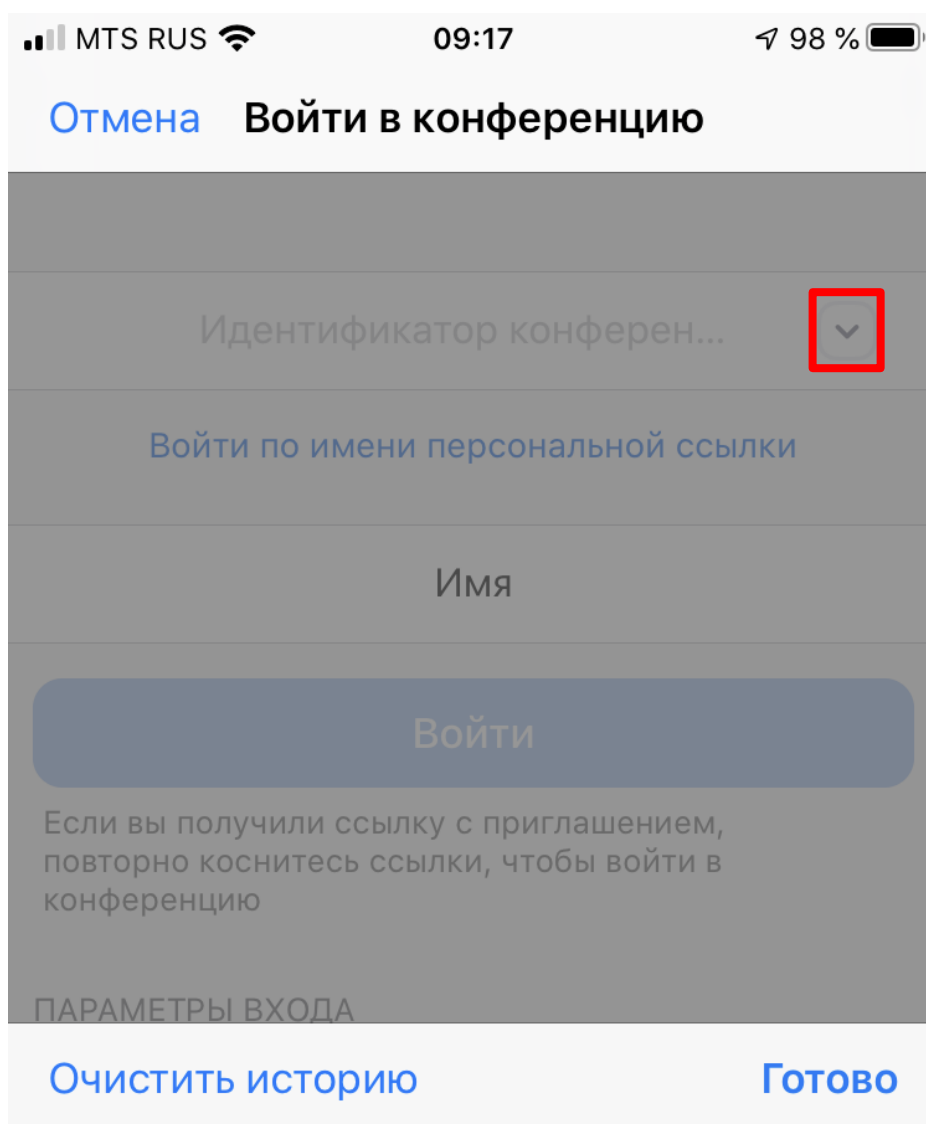 MTS RUS 09:17 98 %
Отмена Войти в конференцию
Идентификатор конферен...
Войти по имени персональной ссылки
Имя
Войти
Если вы получили ссылку с приглашением,
повторно коснитесь ссылки, чтобы войти в
конференцию
ПАРАМЕТРЫ ВХОДА
Очистить историю Готово